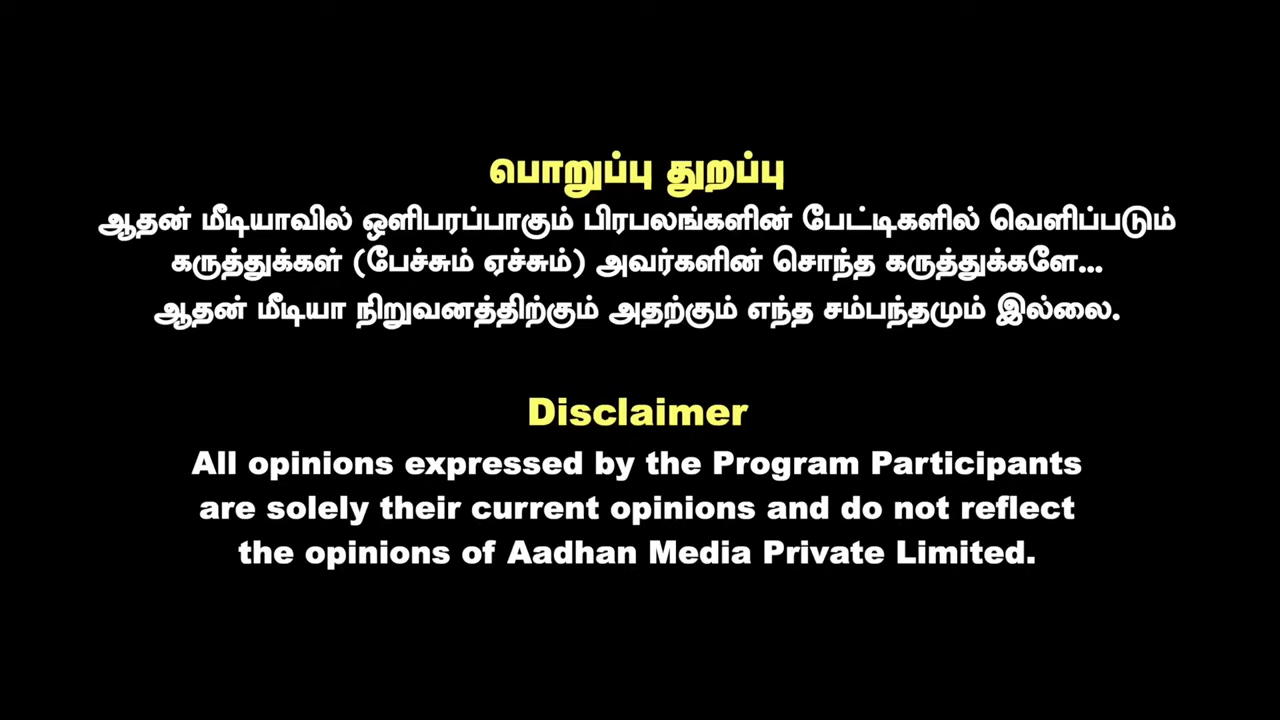 பொறுப்பு துறப்பு
ஆதன் மீடியாவில் ஒளிபரப்பாகும் பிரபலங்களின் பேட்டிகளில் வெளிப்படும்
கருத்துக்கள் (பேச்சும் ஏச்சும்) அவர்களின் சொந்த கருத்துக்களே...
ஆதன் மீடியா நிறுவனத்திற்கும் அதற்கும் எந்த சம்பந்தமும் இல்லை.
Disclaimer
All opinions expressed by the Program Participants
are solely their current opinions and do not reflect
the opinions of Aadhan Media Private Limited.